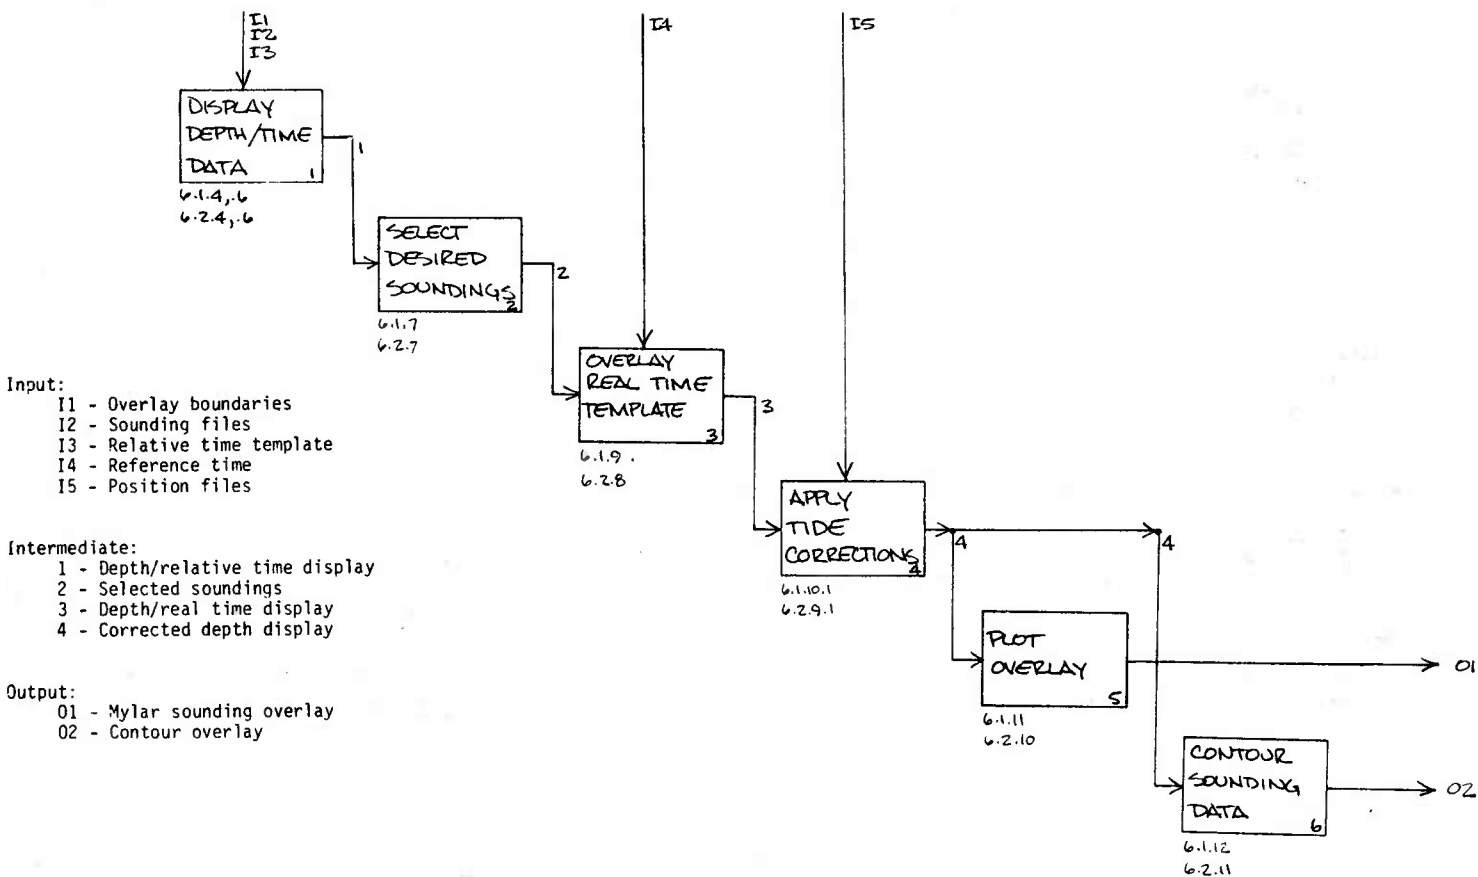 I1
I2
I3
I4
I5
DISPLAY
DEPTH/TIME
DATA 1
6.1.4,.6
6.2.4,.6
1
SELECT
DESIRED
SOUNDINGS
2
6.1.7
6.2.7
2
OVERLAY
REAL TIME
TEMPLATE
3
6.1.9.
6.2.8
3
Input:
I1 - Overlay boundaries
I2 - Sounding files
I3 - Relative time template
I4 - Reference time
I5 - Position files
APPLY
TIDE
CORRECTIONS
4
6.1.10.1
6.2.9.1
4
4
Intermediate:
1 - Depth/relative time display
2 - Selected soundings
3 - Depth/real time display
4 - Corrected depth display
PLOT
OVERLAY
5
6.1.11
6.2.10
O1
Output:
O1 - Mylar sounding overlay
O2 - Contour overlay
CONTOUR
SOUNDING
DATA 6
6.1.12
6.2.11
O2